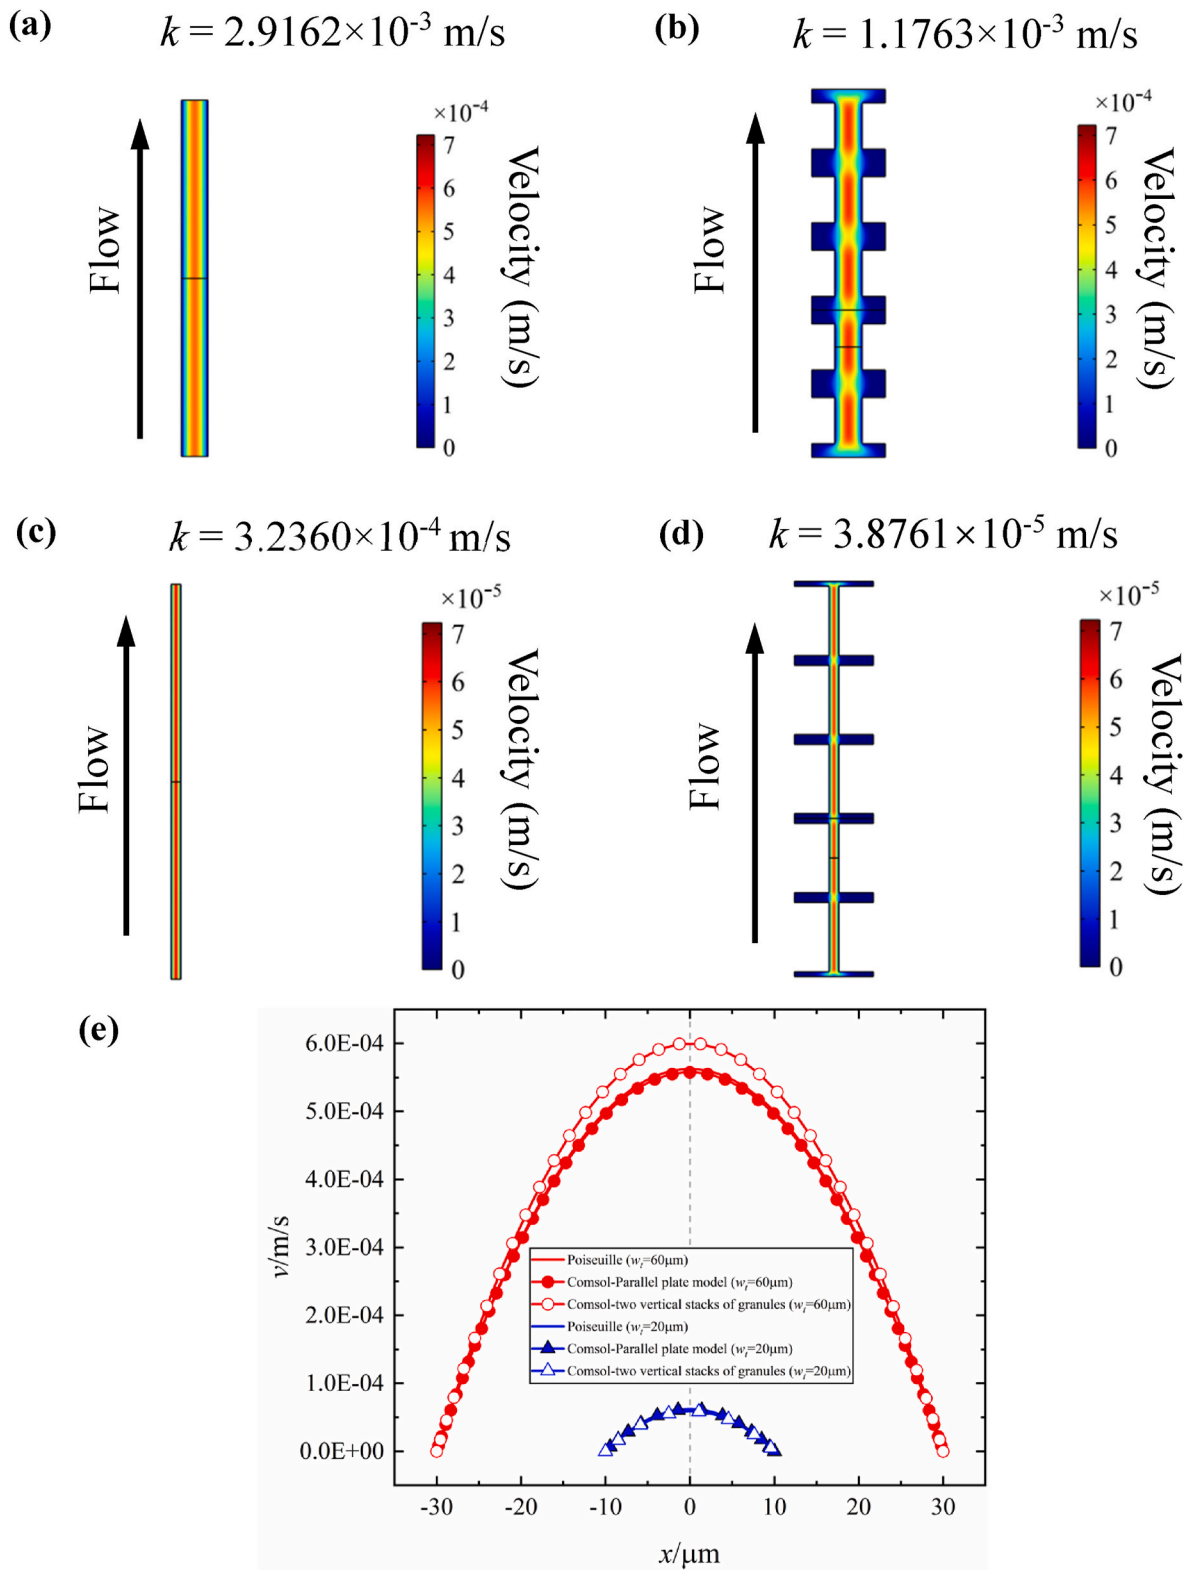 (a)
k = 2.9162×10⁻³ m/s
Flow
×10⁻⁴
7
6
5
4
3
2
1
0
Velocity (m/s)
(b)
k = 1.1763×10⁻³ m/s
Flow
×10⁻⁴
7
6
5
4
3
2
1
0
Velocity (m/s)
(c)
k = 3.2360×10⁻⁴ m/s
Flow
×10⁻⁵
7
6
5
4
3
2
1
0
Velocity (m/s)
(d)
k = 3.8761×10⁻⁵ m/s
Flow
×10⁻⁵
7
6
5
4
3
2
1
0
Velocity (m/s)
(e)
6.0E-04
5.0E-04
4.0E-04
3.0E-04
2.0E-04
1.0E-04
0.0E+00
v/m/s
Poiseuille (wₜ=60μm)
Comsol-Parallel plate model (wₜ=60μm)
Comsol-two vertical stacks of granules (wₜ=60μm)
Poiseuille (wₜ=20μm)
Comsol-Parallel plate model (wₜ=20μm)
Comsol-two vertical stacks of granules (wₜ=20μm)
-30 -20 -10 0 10 20 30
x/μm